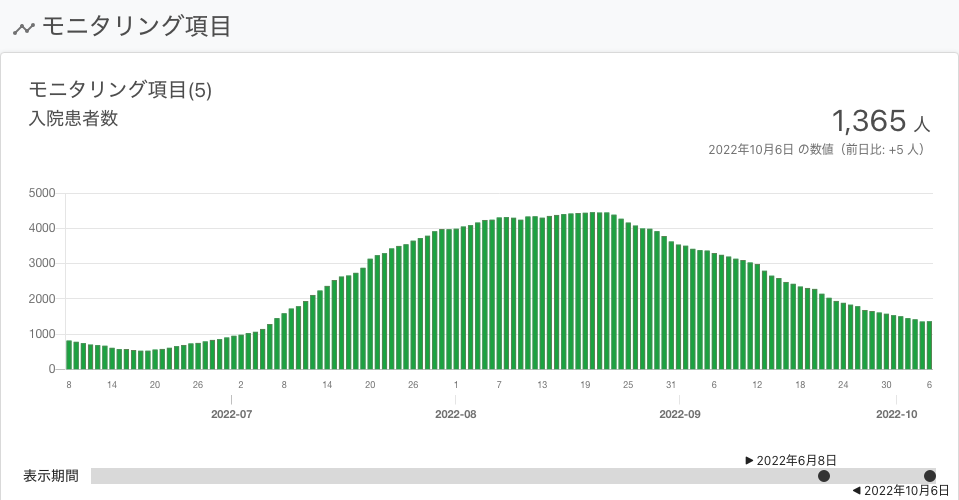 モニタリング項目
モニタリング項目(5)
入院患者数
1,365 人
2022年10月6日 の数値（前日比: +5 人）
5000
4000
3000
2000
1000
0
8 14 20 26 2 8 14 20 26 1 7 13 19 25 31 6 12 18 24 30 6
2022-07 2022-08 2022-09 2022-10
▶ 2022年6月8日
表示期間
◀ 2022年10月6日